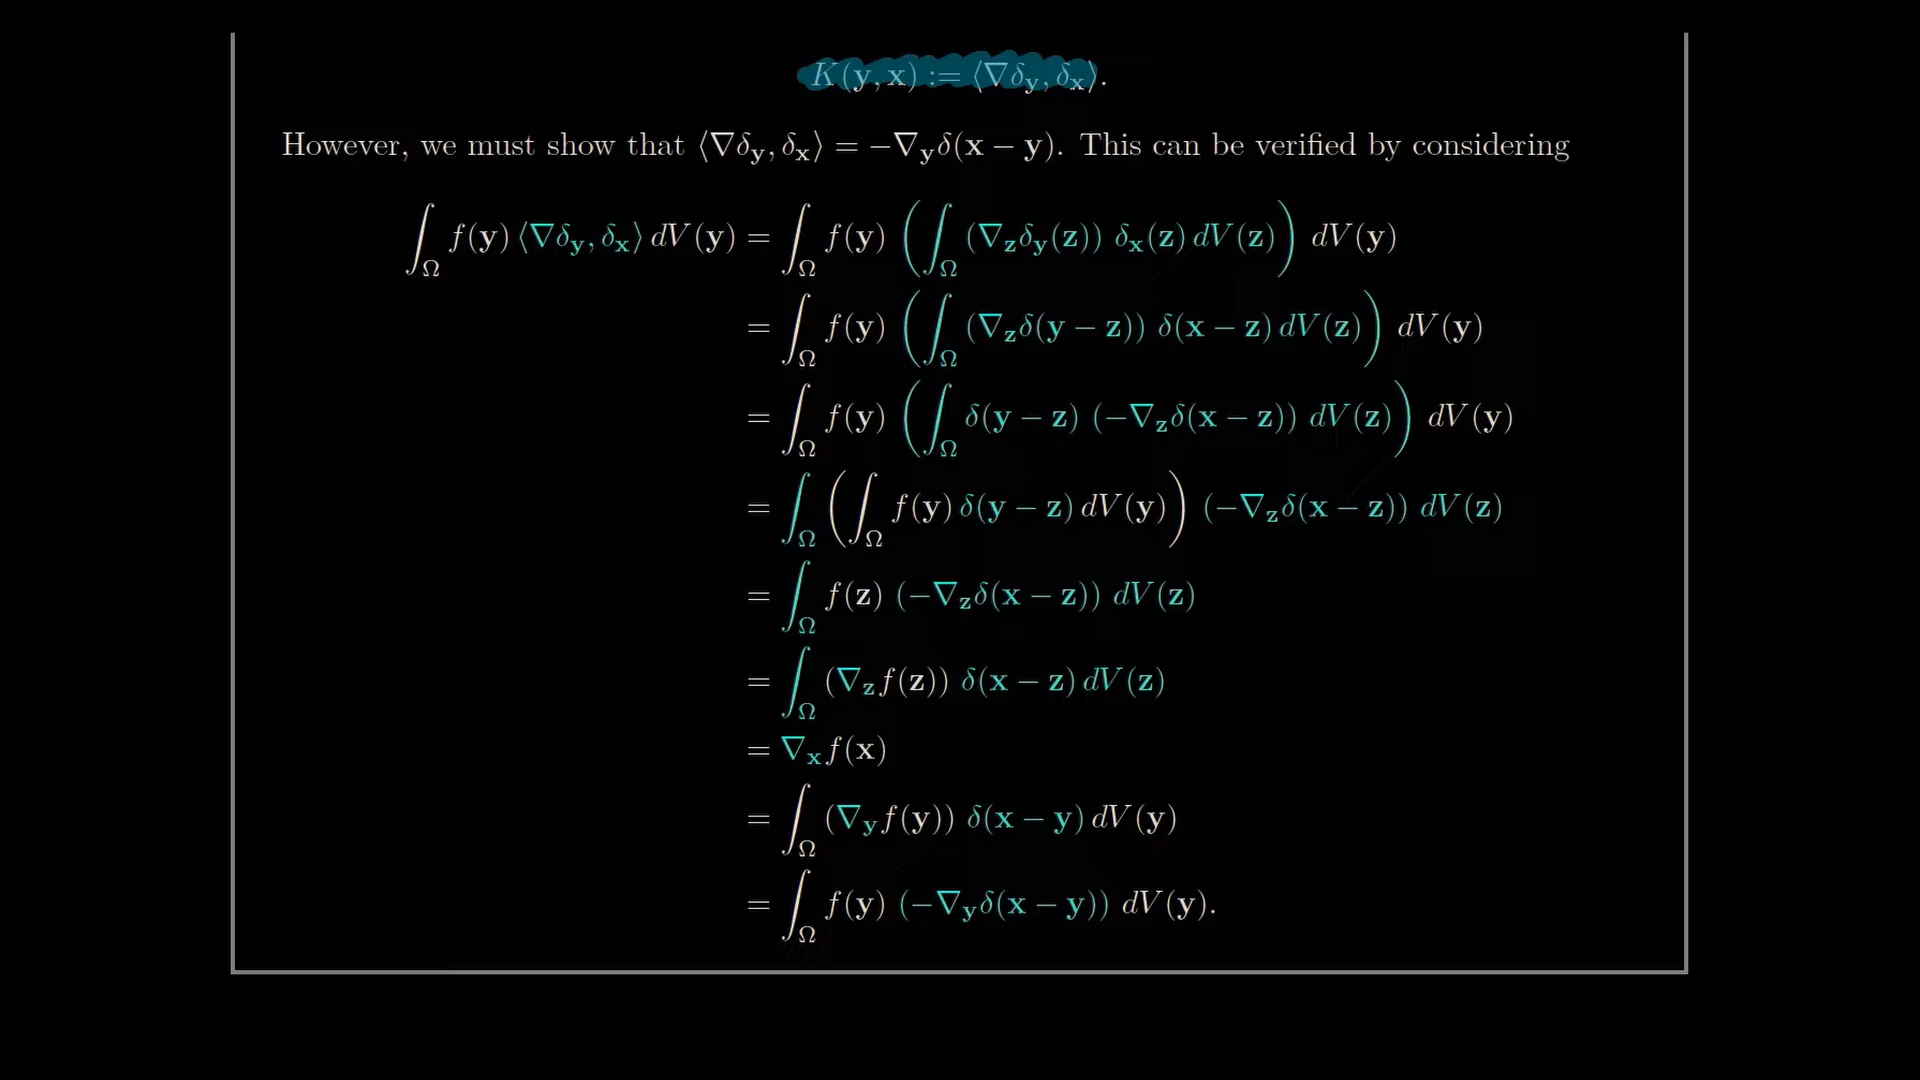 K(y, x) := ⟨∇δ_y, δ_x⟩.
However, we must show that ⟨∇δ_y, δ_x⟩ = −∇_y δ(x − y). This can be verified by considering
∫_Ω f(y) ⟨∇δ_y, δ_x⟩ dV(y) = ∫_Ω f(y) (∫_Ω (∇_z δ_y(z)) δ_x(z) dV(z)) dV(y)
= ∫_Ω f(y) (∫_Ω (∇_z δ(y − z)) δ(x − z) dV(z)) dV(y)
= ∫_Ω f(y) (∫_Ω δ(y − z) (−∇_z δ(x − z)) dV(z)) dV(y)
= ∫_Ω (∫_Ω f(y) δ(y − z) dV(y)) (−∇_z δ(x − z)) dV(z)
= ∫_Ω f(z) (−∇_z δ(x − z)) dV(z)
= ∫_Ω (∇_z f(z)) δ(x − z) dV(z)
= ∇_x f(x)
= ∫_Ω (∇_y f(y)) δ(x − y) dV(y)
= ∫_Ω f(y) (−∇_y δ(x − y)) dV(y).